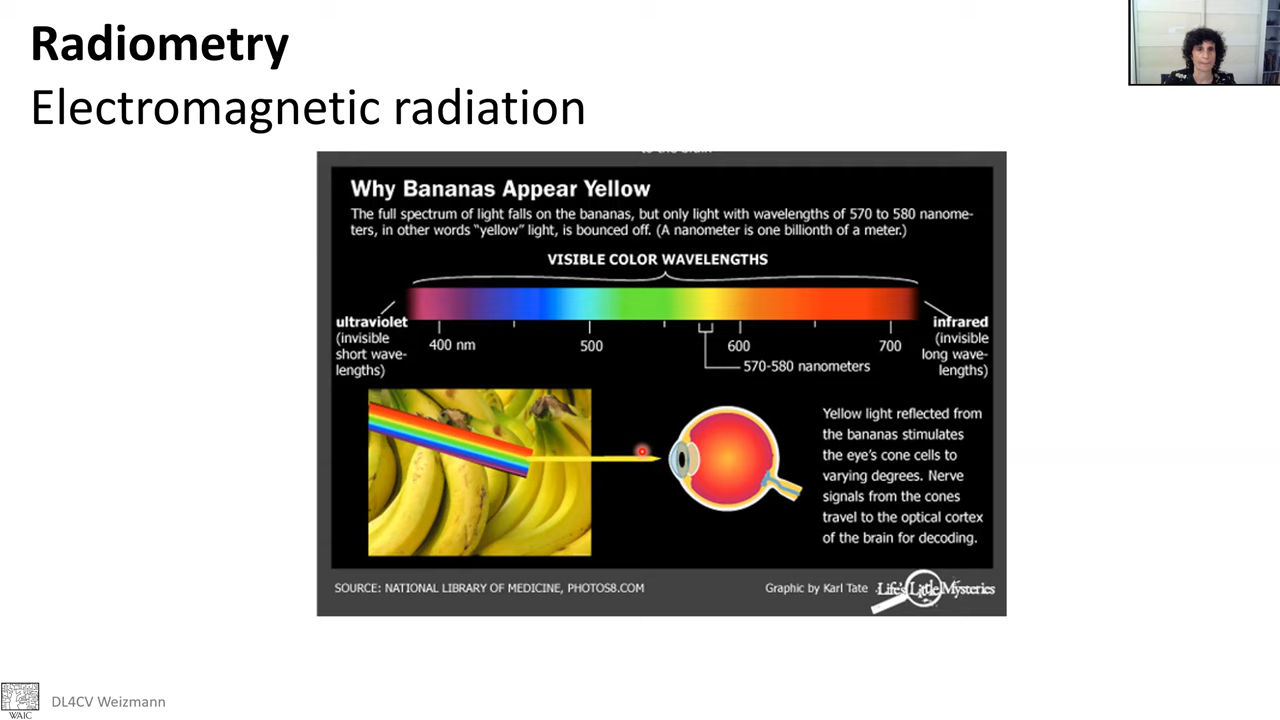 Radiometry
Electromagnetic radiation
to the brain
Why Bananas Appear Yellow
The full spectrum of light falls on the bananas, but only light with wavelengths of 570 to 580 nanome-
ters, in other words “yellow” light, is bounced off. (A nanometer is one billionth of a meter.)
VISIBLE COLOR WAVELENGTHS
ultraviolet
(invisible
short wave-
lengths)
400 nm
500
600
700
infrared
(invisible
long wave-
lengths)
570-580 nanometers
Yellow light reflected from
the bananas stimulates
the eye’s cone cells to
varying degrees. Nerve
signals from the cones
travel to the optical cortex
of the brain for decoding.
SOURCE: NATIONAL LIBRARY OF MEDICINE, PHOTOS8.COM
Graphic by Karl Tate
Life's Little Mysteries
WAIC
DL4CV Weizmann